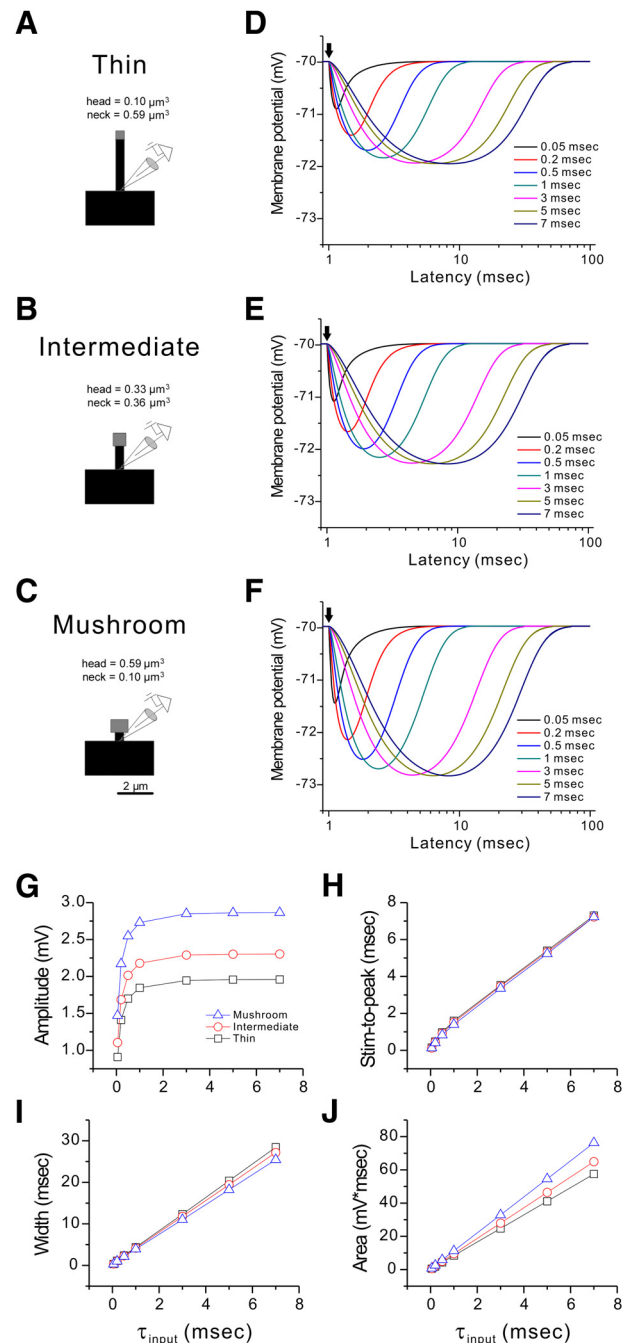 A
Thin
head = 0.10 μm³
neck = 0.59 μm³
D
Membrane potential (mV)
-70
-71
-72
-73
1
10
100
Latency (msec)
0.05 msec
0.2 msec
0.5 msec
1 msec
3 msec
5 msec
7 msec
B
Intermediate
head = 0.33 μm³
neck = 0.36 μm³
E
Membrane potential (mV)
-70
-71
-72
-73
1
10
100
Latency (msec)
0.05 msec
0.2 msec
0.5 msec
1 msec
3 msec
5 msec
7 msec
C
Mushroom
head = 0.59 μm³
neck = 0.10 μm³
2 μm
F
Membrane potential (mV)
-70
-71
-72
-73
1
10
100
Latency (msec)
0.05 msec
0.2 msec
0.5 msec
1 msec
3 msec
5 msec
7 msec
G
Amplitude (mV)
3.0
2.5
2.0
1.5
1.0
0
2
4
6
8
Mushroom
Intermediate
Thin
H
Stim-to-peak (msec)
8
4
0
0
2
4
6
8
I
Width (msec)
30
20
10
0
0
2
4
6
8
τinput (msec)
J
Area (mV*msec)
80
60
40
20
0
0
2
4
6
8
τinput (msec)